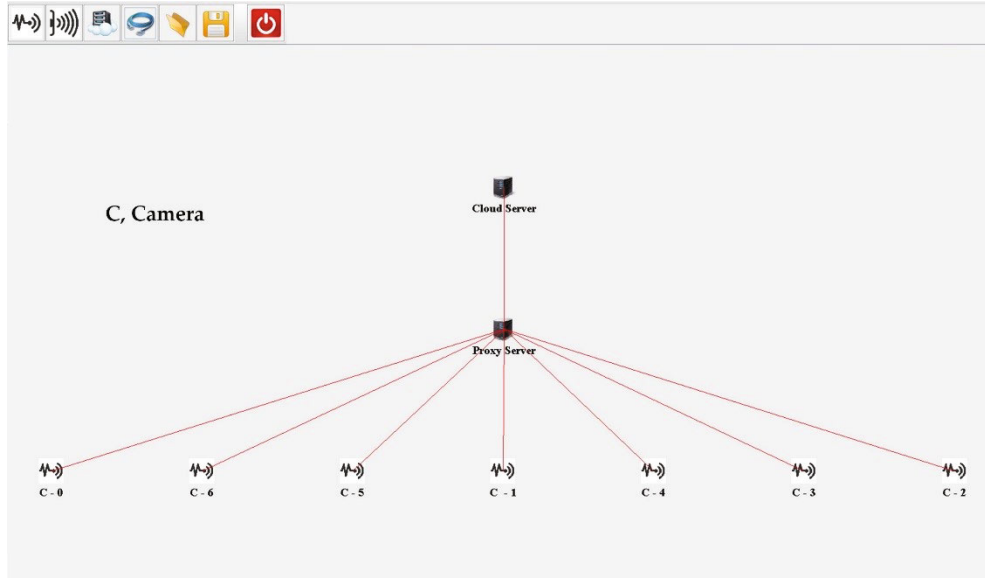 Cloud Server
C, Camera
Proxy Server
C - 0
C - 6
C - 5
C - 1
C - 4
C - 3
C - 2